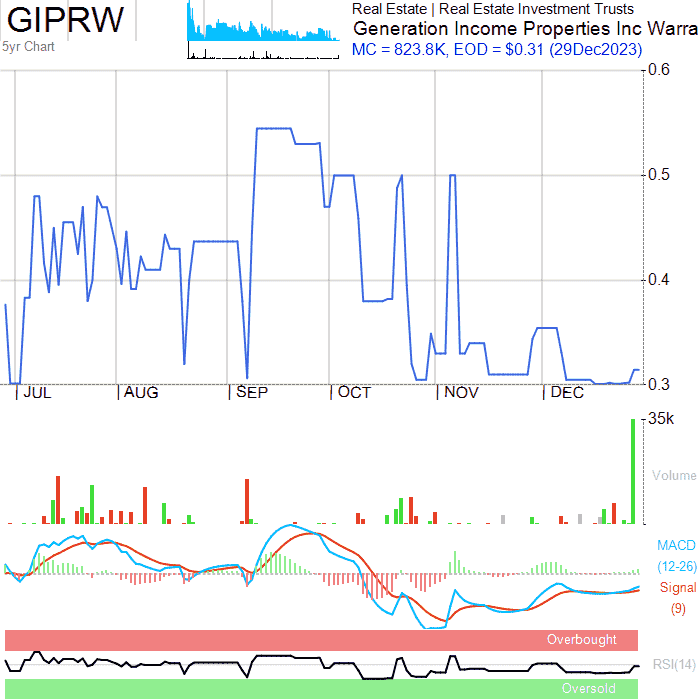 GIPRW
5yr Chart
Real Estate | Real Estate Investment Trusts
Generation Income Properties Inc Warra
MC = 823.8K, EOD = $0.31 (29Dec2023)
0.6
0.5
0.4
0.3
JUL AUG SEP OCT NOV DEC
35k
Volume
MACD
(12-26)
Signal
(9)
Overbought
RSI(14)
Oversold